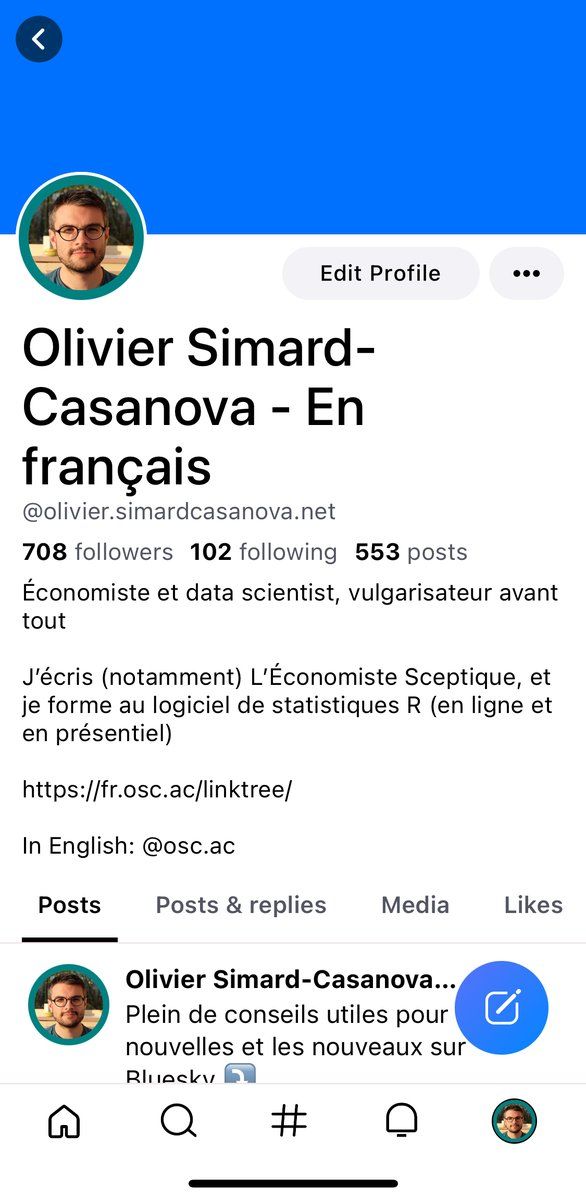 Edit Profile
Olivier Simard-
Casanova - En
français
@olivier.simardcasanova.net
708 followers 102 following 553 posts
Économiste et data scientist, vulgarisateur avant
tout
J’écris (notamment) L’Économiste Sceptique, et
je forme au logiciel de statistiques R (en ligne et
en présentiel)
https://fr.osc.ac/linktree/
In English: @osc.ac
Posts Posts & replies Media Likes
Olivier Simard-Casanova...
Plein de conseils utiles pour
nouvelles et les nouveaux sur
Bluesky ⤵️